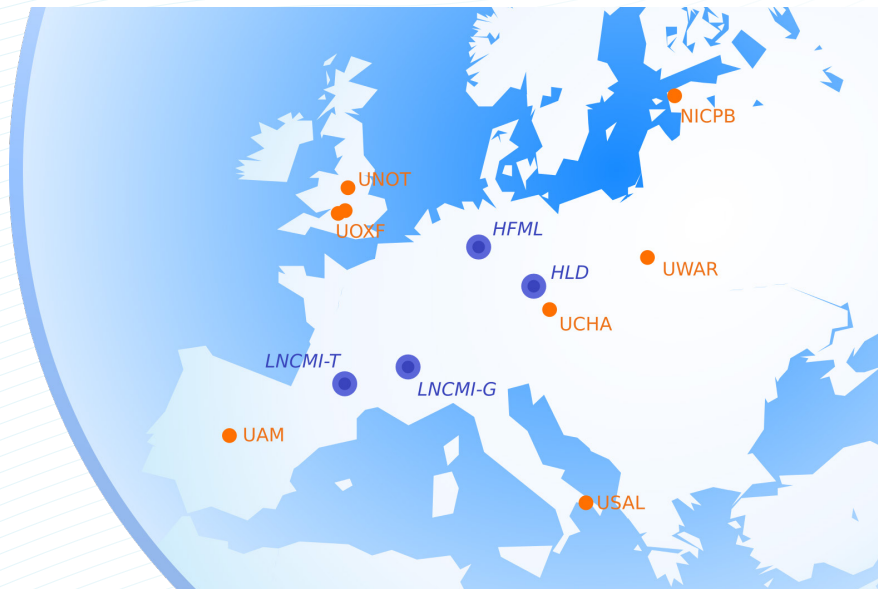 NICPB
UNOT
UOXF
HFML
UWAR
HLD
UCHA
LNCMI-T
LNCMI-G
UAM
USAL